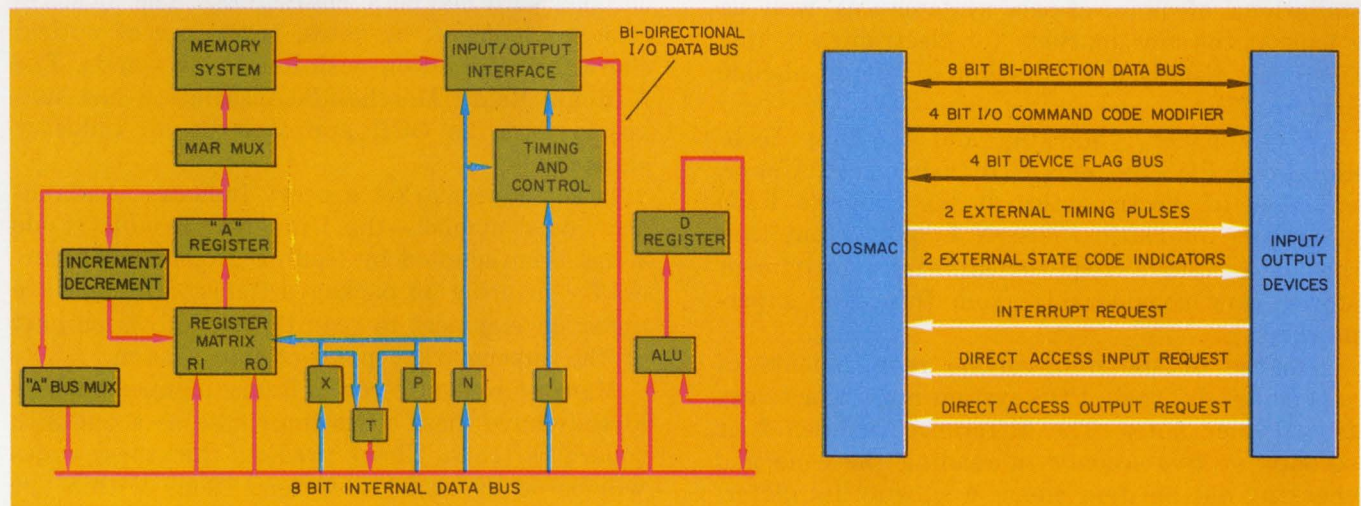 MEMORY
SYSTEM
INPUT/OUTPUT
INTERFACE
BI-DIRECTIONAL
I/O DATA BUS
MAR MUX
TIMING
AND
CONTROL
"A"
REGISTER
D
REGISTER
INCREMENT/
DECREMENT
REGISTER
MATRIX
RI RO
ALU
"A" BUS MUX
X
P
N
I
T
8 BIT INTERNAL DATA BUS
COSMAC
8 BIT BI-DIRECTION DATA BUS
4 BIT I/O COMMAND CODE MODIFIER
4 BIT DEVICE FLAG BUS
2 EXTERNAL TIMING PULSES
2 EXTERNAL STATE CODE INDICATORS
INTERRUPT REQUEST
DIRECT ACCESS INPUT REQUEST
DIRECT ACCESS OUTPUT REQUEST
INPUT/
OUTPUT
DEVICES